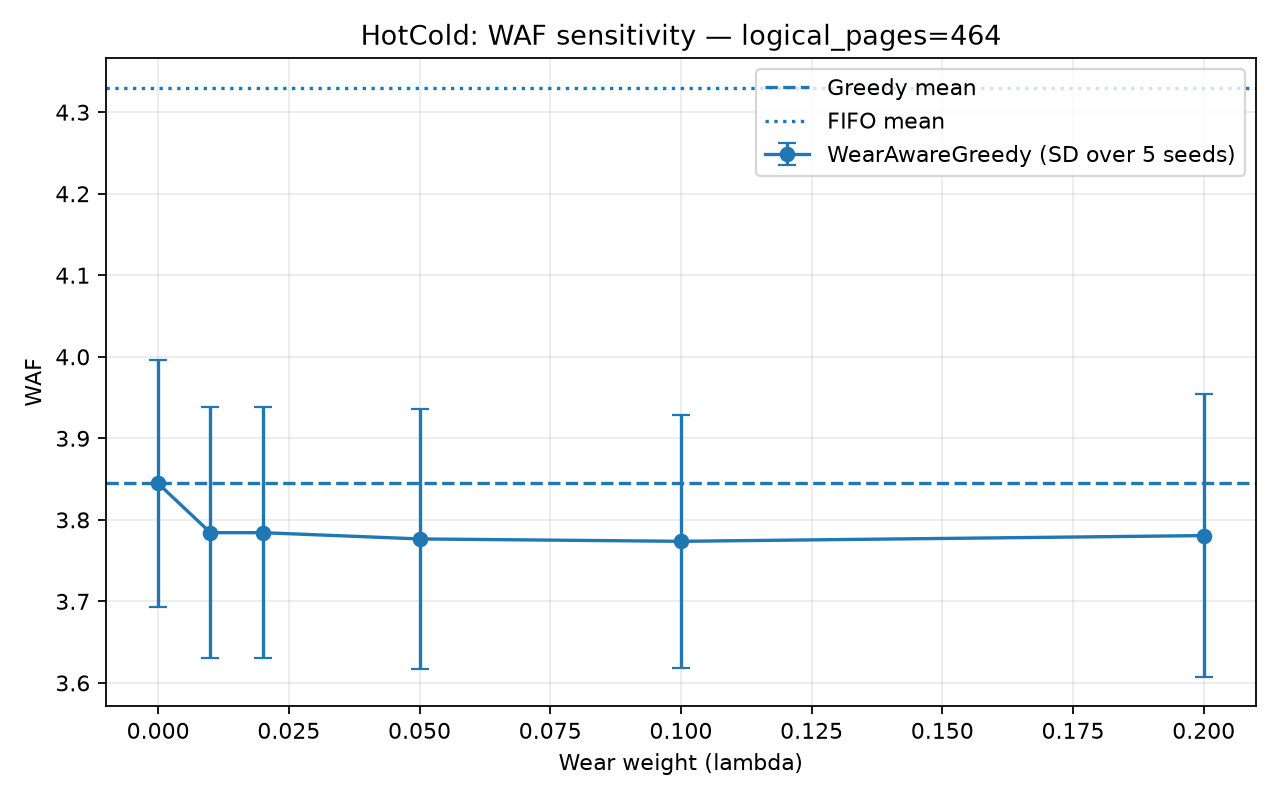 HotCold: WAF sensitivity — logical_pages=464
Greedy mean
FIFO mean
WearAwareGreedy (SD over 5 seeds)
WAF
4.3
4.2
4.1
4.0
3.9
3.8
3.7
3.6
0.000 0.025 0.050 0.075 0.100 0.125 0.150 0.175 0.200
Wear weight (lambda)